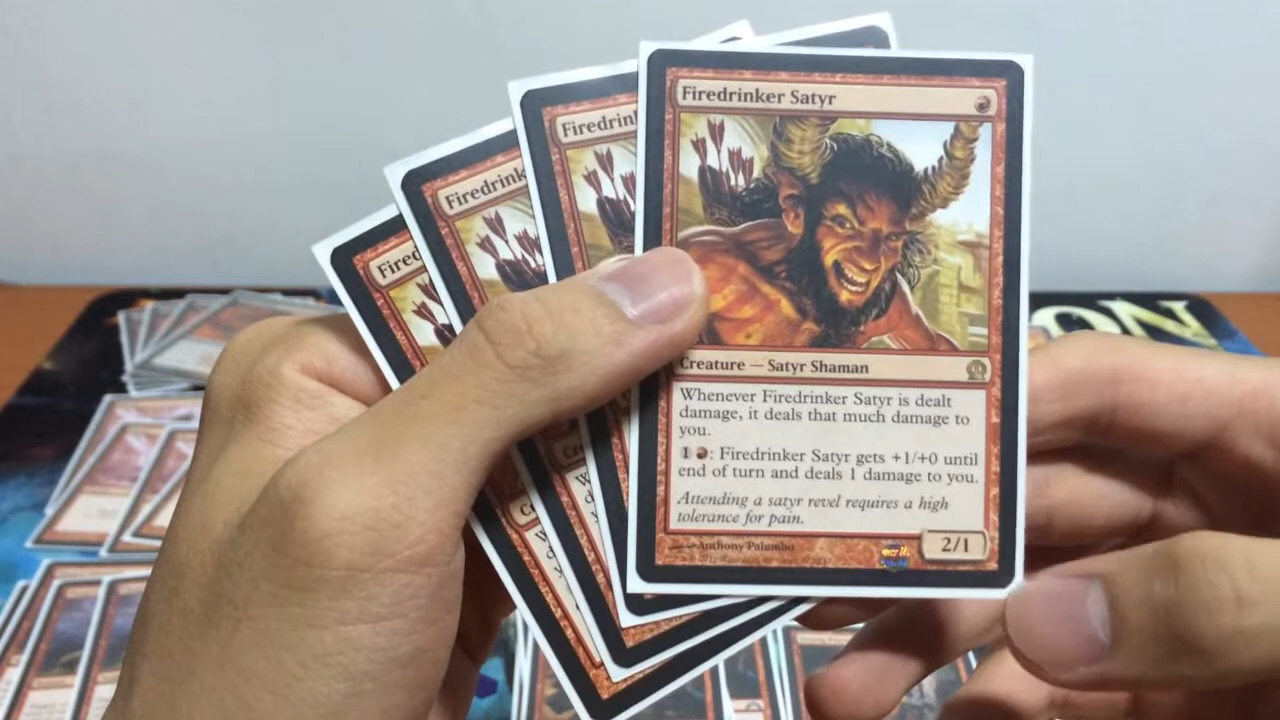 Firedrinker Satyr
Firedrin
Firedrink
Fired
ON
Creature — Satyr Shaman
Whenever Firedrinker Satyr is dealt
damage, it deals that much damage to
you.
1 : Firedrinker Satyr gets +1/+0 until
end of turn and deals 1 damage to you.
Attending a satyr revel requires a high
tolerance for pain.
Anthony Palumbo
2/1